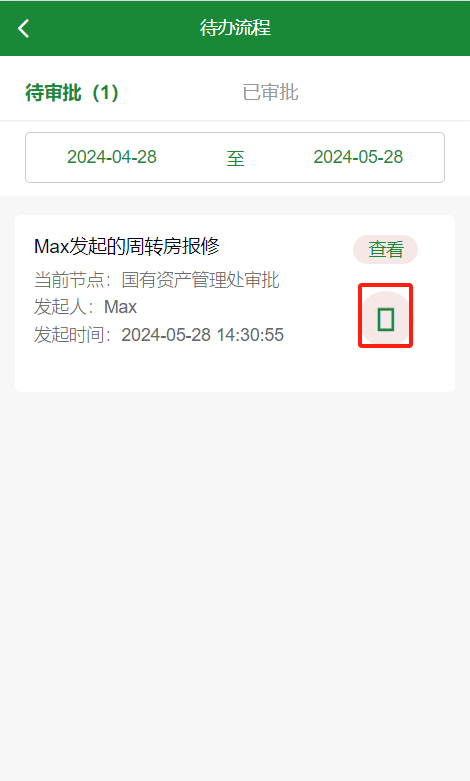 待办流程
待审批（1） 已审批
2024-04-28 至 2024-05-28
Max发起的周转房报修 查看
当前节点：国有资产管理处审批
发起人：Max
发起时间：2024-05-28 14:30:55